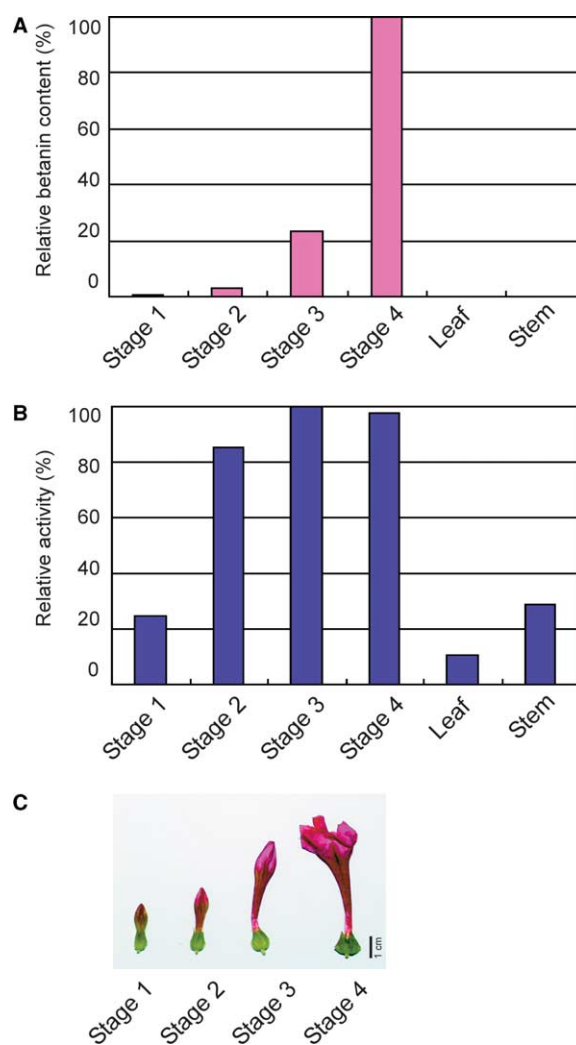 A
Relative betanin content (%)
100
80
60
40
20
0
Stage 1
Stage 2
Stage 3
Stage 4
Leaf
Stem
B
Relative activity (%)
100
80
60
40
20
0
Stage 1
Stage 2
Stage 3
Stage 4
Leaf
Stem
C
1 cm
Stage 1
Stage 2
Stage 3
Stage 4